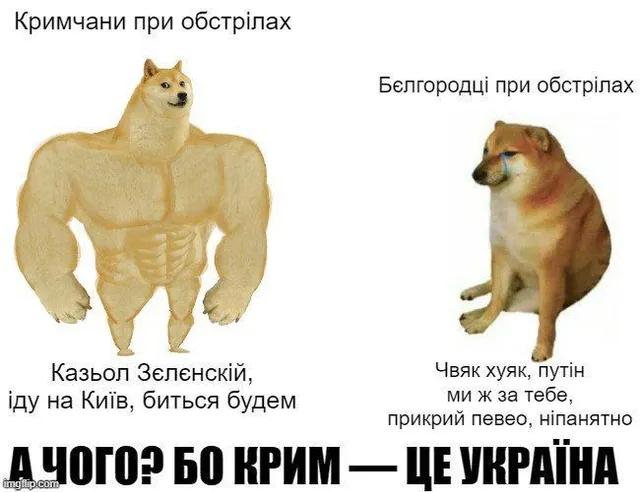 Кримчани при обстрілах
Бєлгородці при обстрілах
Казьол Зєлєнскій,
іду на Київ, биться будем
Чвяк хуяк, путін
ми ж за тебе,
прикрий певео, ніпанятно
А ЧОГО? БО КРИМ — ЦЕ УКРАЇНА
imgflip.com